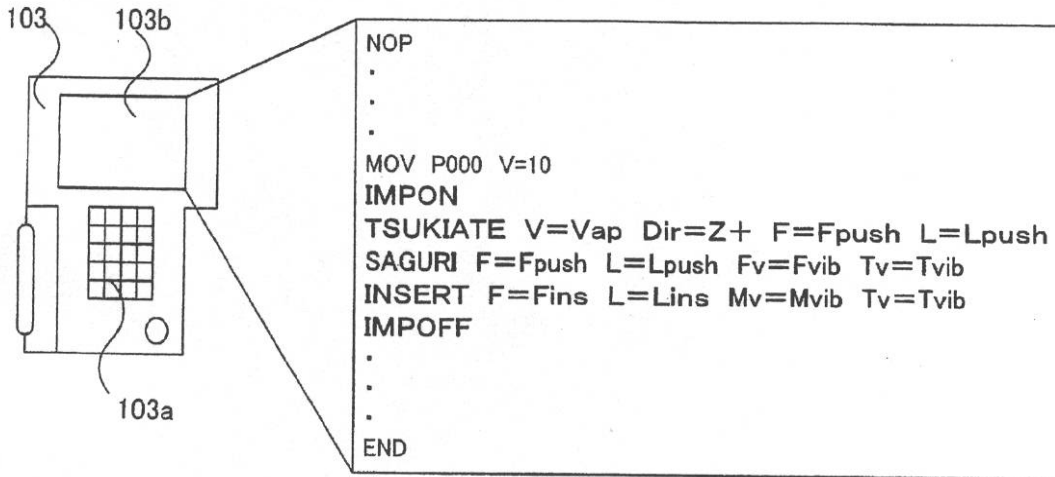 103
103b
103a
NOP
.
.
.
MOV P000 V=10
IMPON
TSUKIATE V=Vap Dir=Z+ F=Fpush L=Lpush
SAGURI F=Fpush L=Lpush Fv=Fvib Tv=Tvib
INSERT F=Fins L=Lins Mv=Mvib Tv=Tvib
IMPOFF
.
.
.
END